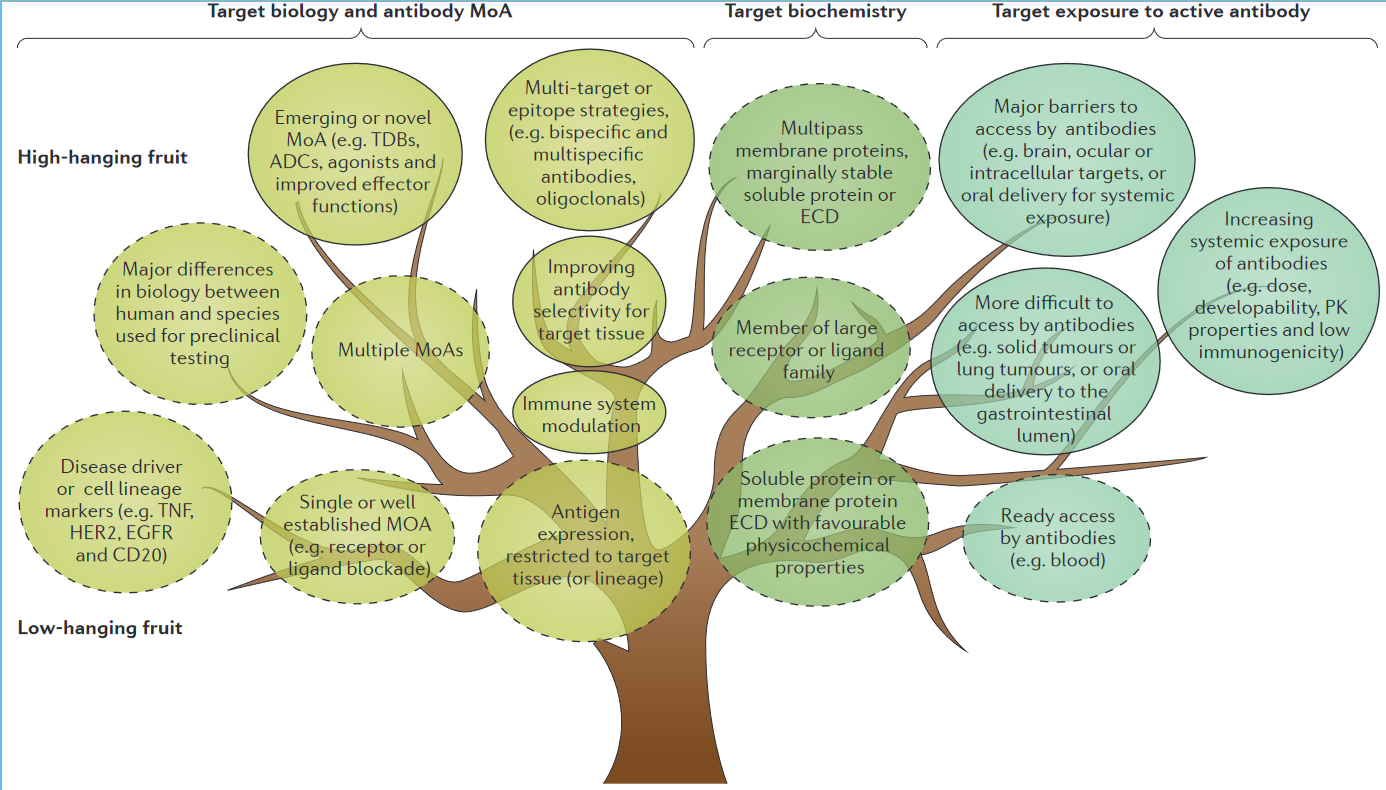 Target biology and antibody MoA
Target biochemistry
Target exposure to active antibody
High-hanging fruit
Emerging or novel
MoA (e.g. TDBs,
ADCs, agonists and
improved effector
functions)
Multi-target or
epitope strategies,
(e.g. bispecific and
multispecific
antibodies,
oligoclonals)
Multipass
membrane proteins,
marginally stable
soluble protein or
ECD
Major barriers to
access by antibodies
(e.g. brain, ocular or
intracellular targets, or
oral delivery for systemic
exposure)
Increasing
systemic exposure
of antibodies
(e.g. dose,
developability, PK
properties and low
immunogenicity)
Major differences
in biology between
human and species
used for preclinical
testing
Multiple MoAs
Improving
antibody
selectivity for
target tissue
Member of large
receptor or ligand
family
More difficult to
access by antibodies
(e.g. solid tumours or
lung tumours, or oral
delivery to the
gastrointestinal
lumen)
Immune system
modulation
Disease driver
or cell lineage
markers (e.g. TNF,
HER2, EGFR
and CD20)
Single or well
established MOA
(e.g. receptor or
ligand blockade)
Antigen
expression,
restricted to target
tissue (or lineage)
Soluble protein or
membrane protein
ECD with favourable
physicochemical
properties
Ready access
by antibodies
(e.g. blood)
Low-hanging fruit